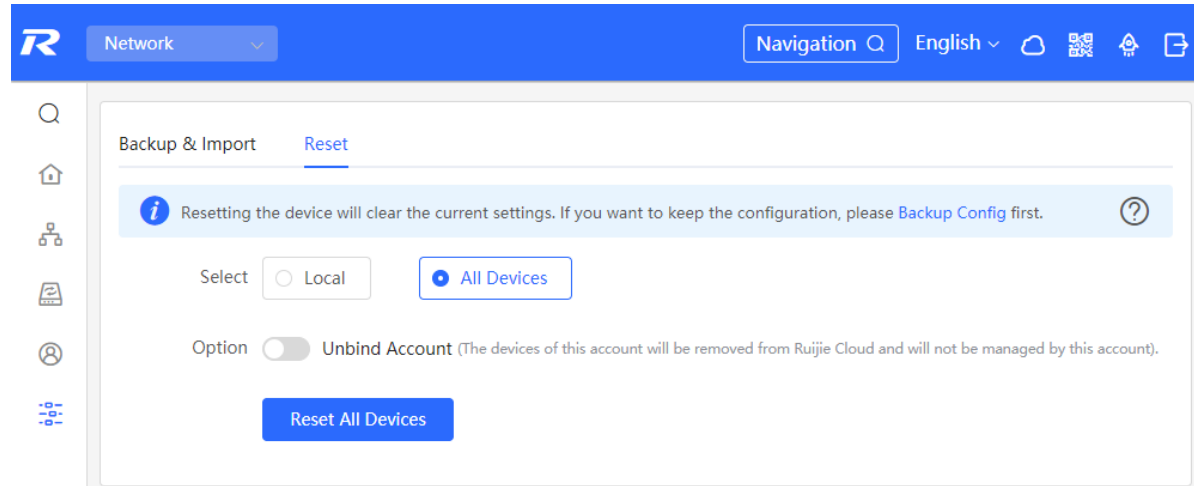 R Network Navigation English
Backup & Import Reset
i Resetting the device will clear the current settings. If you want to keep the configuration, please Backup Config first. ?
Select Local All Devices
Option Unbind Account (The devices of this account will be removed from Ruijie Cloud and will not be managed by this account).
Reset All Devices